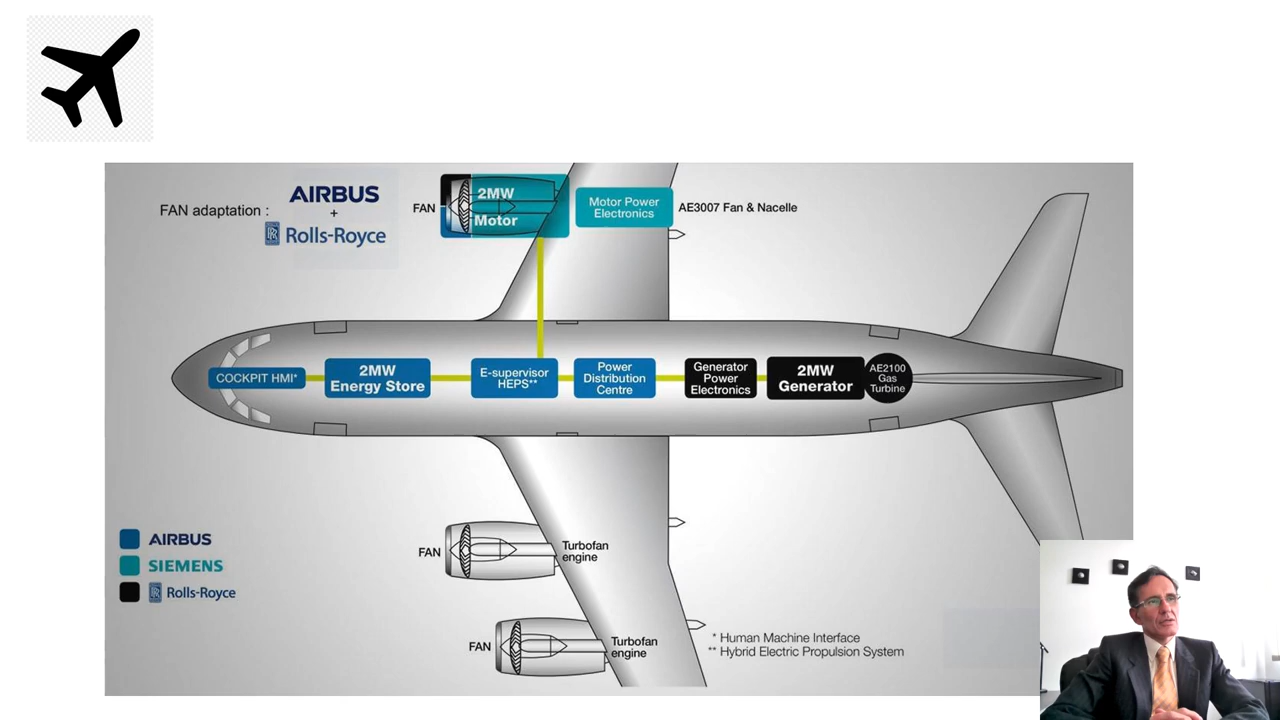 FAN adaptation :
AIRBUS
+
Rolls-Royce
FAN
2MW
Motor
Motor Power
Electronics
AE3007 Fan & Nacelle
COCKPIT HMI*
2MW
Energy Store
E-supervisor
HEPS**
Power
Distribution
Centre
Generator
Power
Electronics
2MW
Generator
AE2100
Gas
Turbine
AIRBUS
SIEMENS
Rolls-Royce
FAN
Turbofan
engine
FAN
Turbofan
engine
* Human Machine Interface
** Hybrid Electric Propulsion System